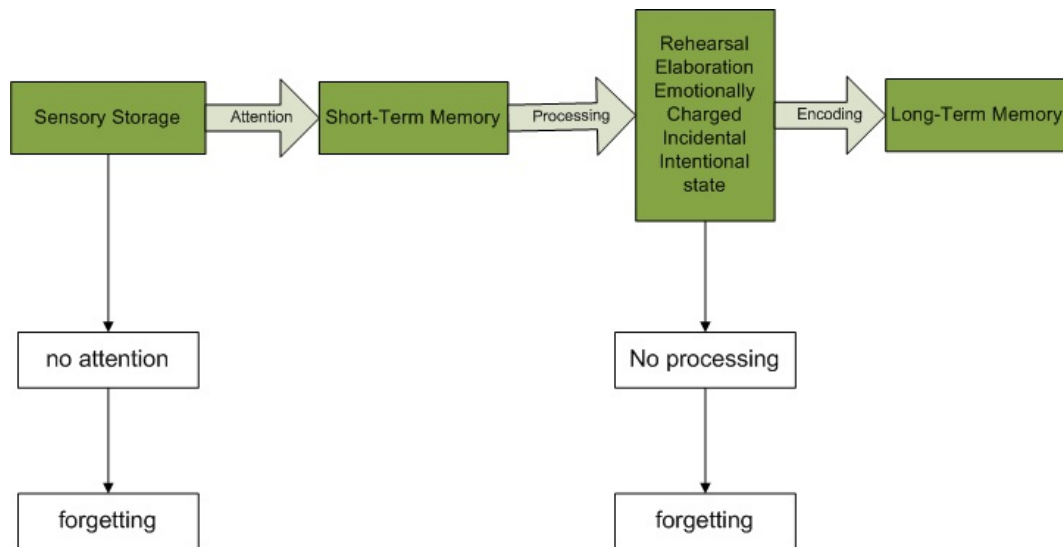 Sensory Storage
Attention
Short-Term Memory
Processing
Rehearsal
Elaboration
Emotionally
Charged
Incidental
Intentional
state
Encoding
Long-Term Memory
no attention
No processing
forgetting
forgetting